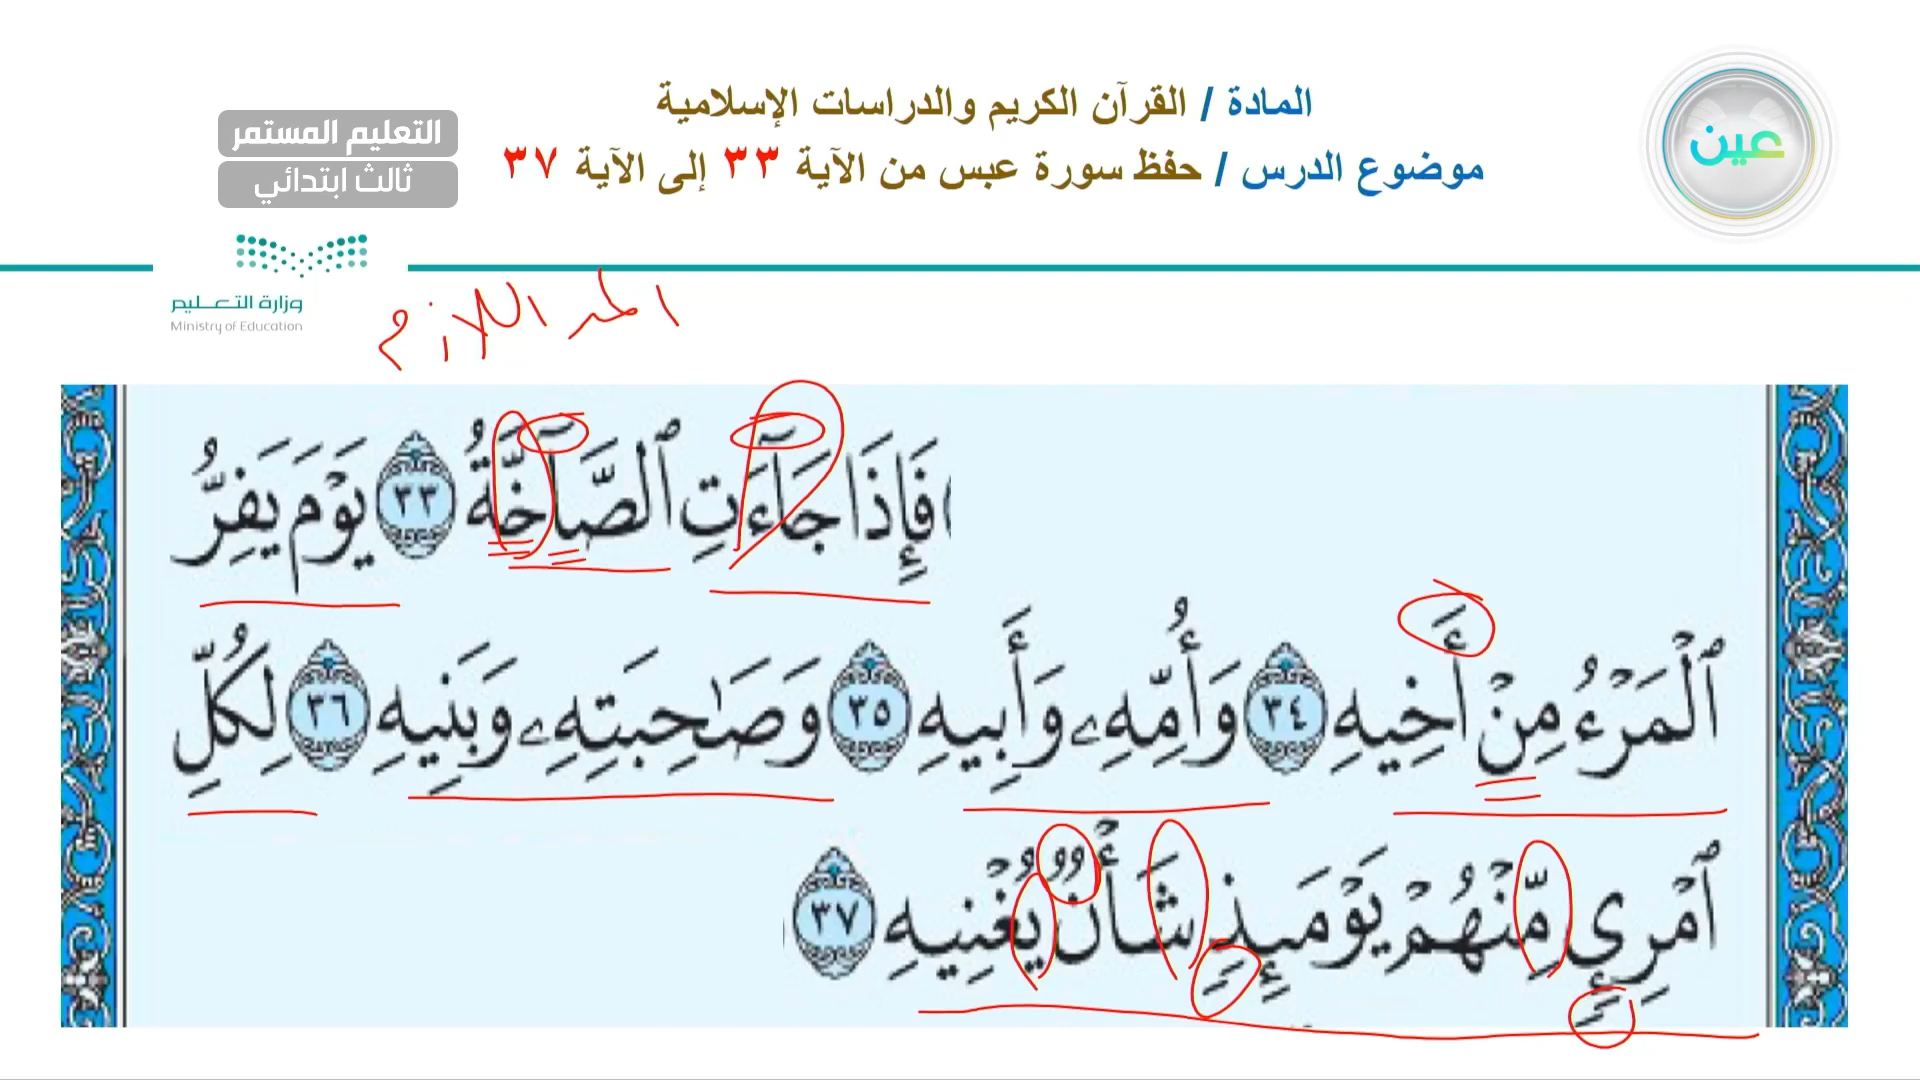 المادة / القرآن الكريم والدراسات الإسلامية
موضوع الدرس / حفظ سورة عبس من الآية ٣٣ إلى الآية ٣٧
عين
التعليم المستمر
ثالث ابتدائي
وزارة التعليم
Ministry of Education
المد اللازم
فَإِذَا جَآءَتِ ٱلصَّآخَّةُ ٣٣ يَوْمَ يَفِرُّ
ٱلْمَرْءُ مِنْ أَخِيهِ ٣٤ وَأُمِّهِۦ وَأَبِيهِ ٣٥ وَصَٰحِبَتِهِۦ وَبَنِيهِ ٣٦ لِكُلِّ
ٱمْرِئٍ مِّنْهُمْ يَوْمَئِذٍ شَأْنٌ يُغْنِيهِ ٣٧